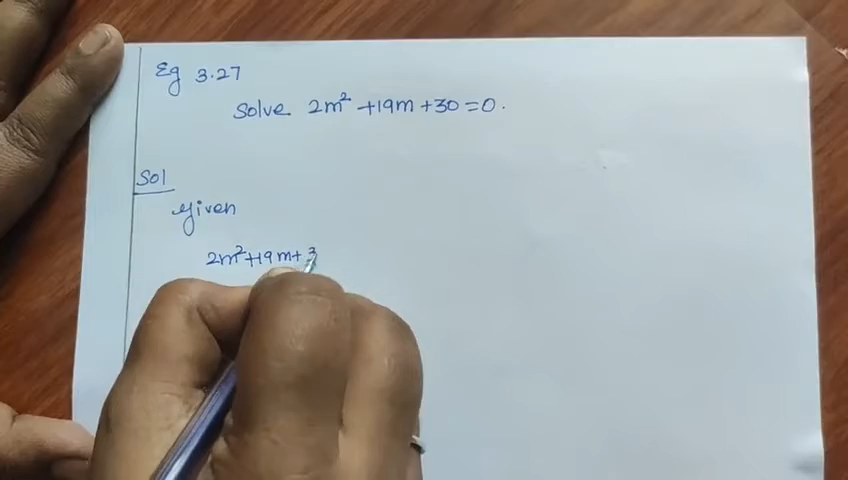 Eg 3.27
Solve 2m² +19m +30 =0.
Sol
Given
2m²+19m+ 3